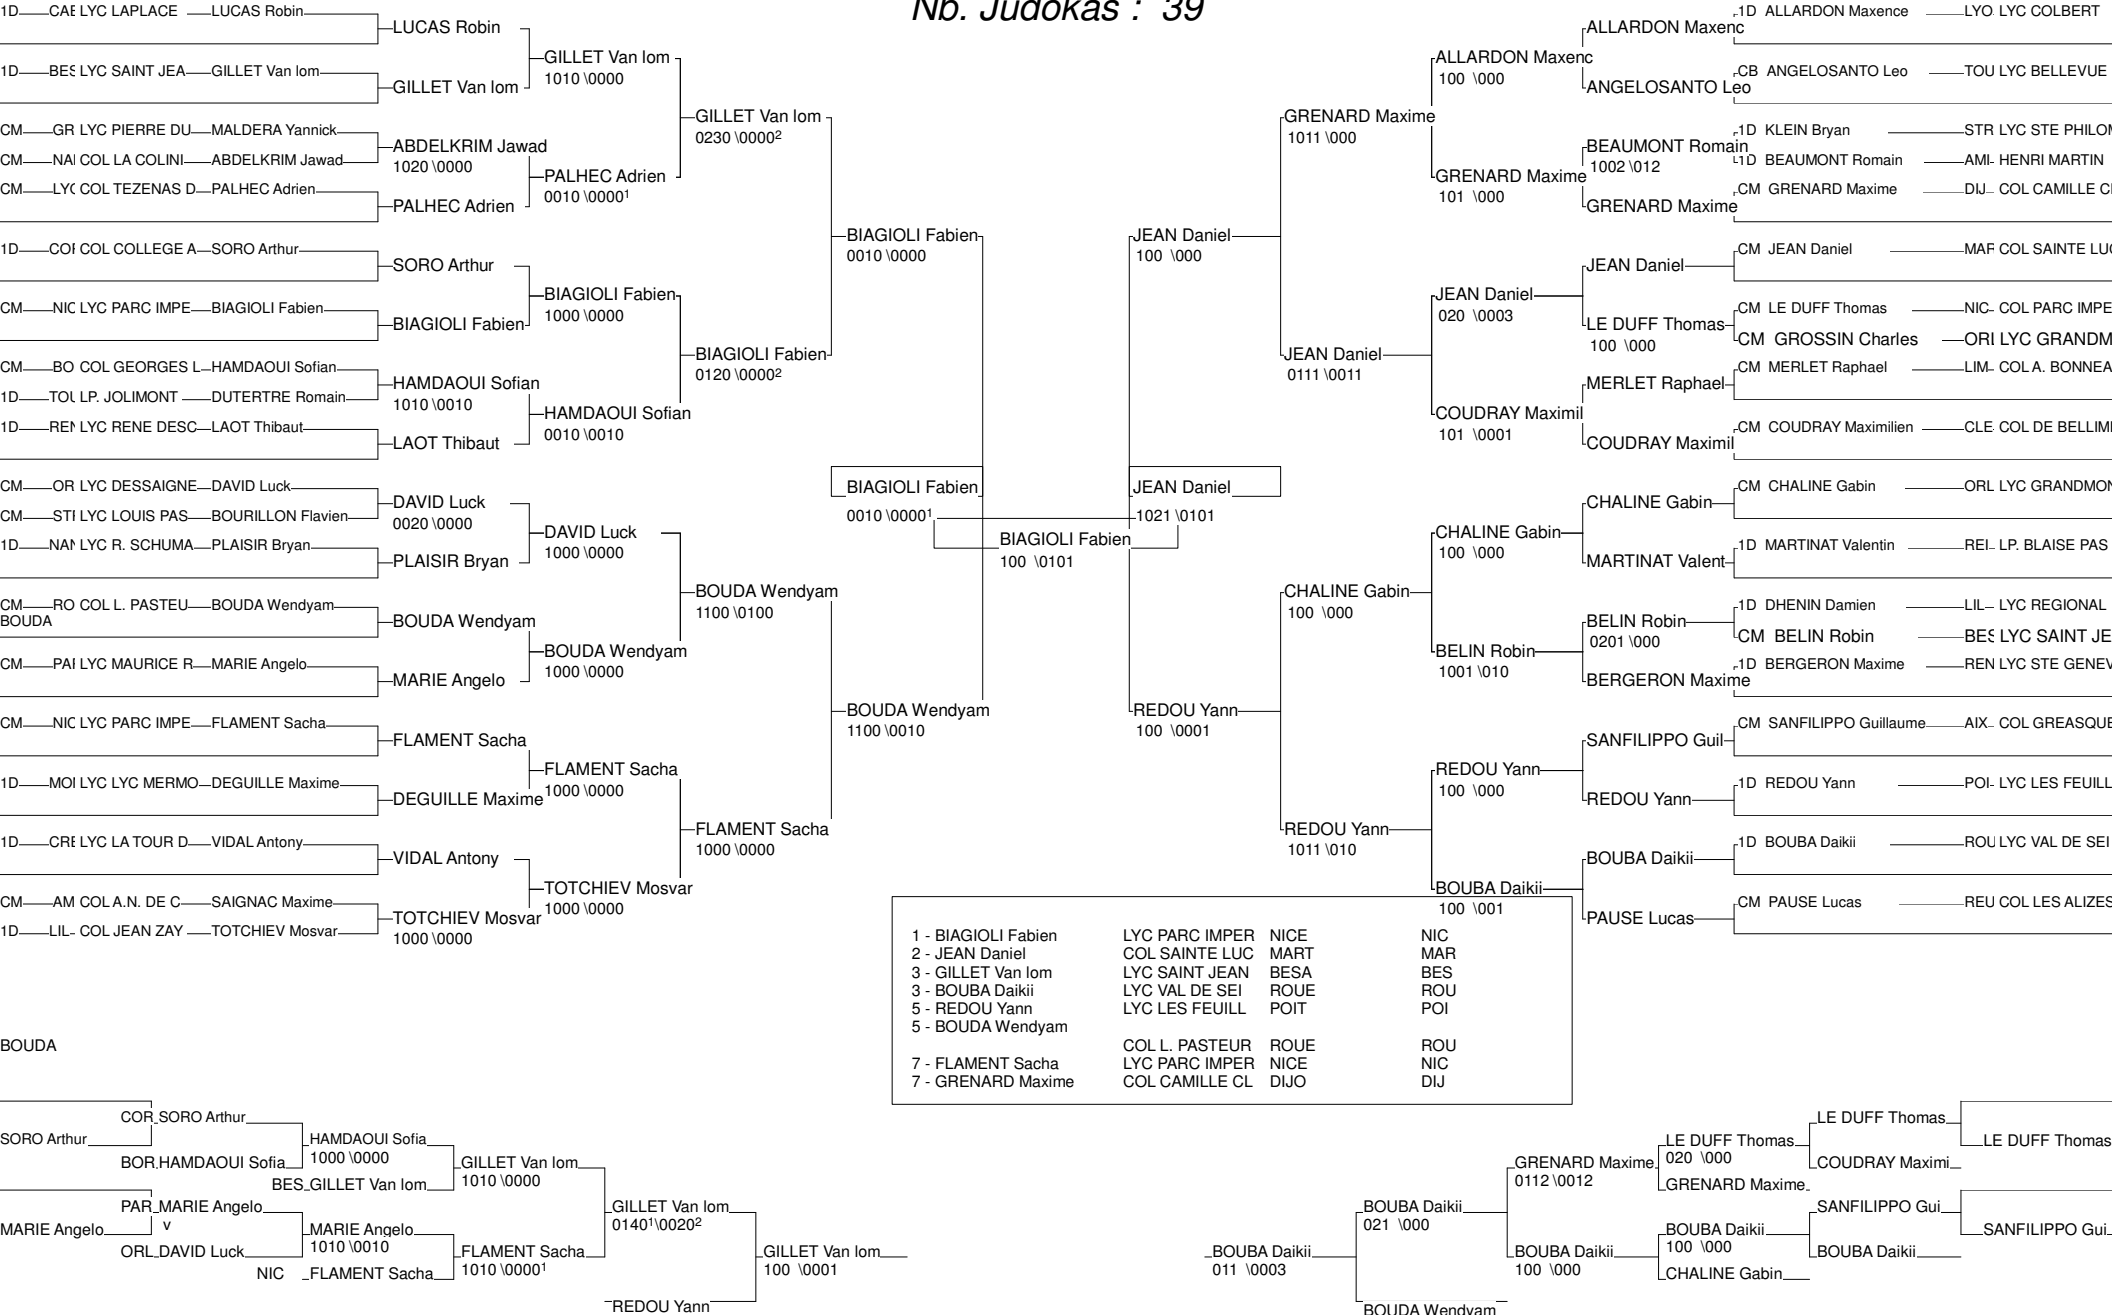 Nb. Judokas : 39
1D CAE LYC LAPLACE LUCAS Robin
LUCAS Robin
GILLET Van lom
1010 \0000
1D BES LYC SAINT JEA GILLET Van lom
GILLET Van lom
GILLET Van lom
0230 \0000²
CM GR LYC PIERRE DU MALDERA Yannick
ABDELKRIM Jawad
1020 \0000
CM NAI COL LA COLINI ABDELKRIM Jawad
PALHEC Adrien
0010 \0000¹
CM LYC COL TEZENAS D PALHEC Adrien
PALHEC Adrien
BIAGIOLI Fabien
0010 \0000
1D COF COL COLLEGE A SORO Arthur
SORO Arthur
BIAGIOLI Fabien
1000 \0000
CM NIC LYC PARC IMPE BIAGIOLI Fabien
BIAGIOLI Fabien
BIAGIOLI Fabien
0120 \0000²
CM BO COL GEORGES L HAMDAOUI Sofian
HAMDAOUI Sofian
1010 \0010
1D TOU LP. JOLIMONT DUTERTRE Romain
HAMDAOUI Sofian
0010 \0010
1D REN LYC RENE DESC LAOT Thibaut
LAOT Thibaut
CM OR LYC DESSAIGNE DAVID Luck
DAVID Luck
0020 \0000
CM STI LYC LOUIS PAS BOURILLON Flavien
DAVID Luck
1000 \0000
1D NAN LYC R. SCHUMA PLAISIR Bryan
PLAISIR Bryan
BOUDA Wendyam
1100 \0100
CM RO COL L. PASTEU BOUDA Wendyam
BOUDA
BOUDA Wendyam
BOUDA Wendyam
1000 \0000
CM PAI LYC MAURICE R MARIE Angelo
MARIE Angelo
BOUDA Wendyam
1100 \0010
CM NIC LYC PARC IMPE FLAMENT Sacha
FLAMENT Sacha
FLAMENT Sacha
1000 \0000
1D MOI LYC LYC MERMO DEGUILLE Maxime
DEGUILLE Maxime
FLAMENT Sacha
1000 \0000
1D CRE LYC LA TOUR D VIDAL Antony
VIDAL Antony
TOTCHIEV Mosvar
1000 \0000
CM AM COL A.N. DE C SAIGNAC Maxime
TOTCHIEV Mosvar
1000 \0000
1D LIL COL JEAN ZAY TOTCHIEV Mosvar
BIAGIOLI Fabien
0010 \0000¹
JEAN Daniel
1021 \0101
BIAGIOLI Fabien
100 \0101
1D ALLARDON Maxence LYO LYC COLBERT
ALLARDON Maxenc
ALLARDON Maxenc
100 \000
CB ANGELOSANTO Leo TOU LYC BELLEVUE
ANGELOSANTO Leo
GRENARD Maxime
1011 \000
1D KLEIN Bryan STR LYC STE PHILOM
BEAUMONT Romain
1002 \012
1D BEAUMONT Romain AMI HENRI MARTIN
GRENARD Maxime
101 \000
CM GRENARD Maxime DIJ COL CAMILLE C
GRENARD Maxime
JEAN Daniel
100 \000
CM JEAN Daniel MAR COL SAINTE LUC
JEAN Daniel
JEAN Daniel
020 \0003
CM LE DUFF Thomas NIC COL PARC IMPE
LE DUFF Thomas
100 \000
CM GROSSIN Charles ORL LYC GRANDM
JEAN Daniel
0111 \0011
CM MERLET Raphael LIM COL A. BONNEA
MERLET Raphael
COUDRAY Maximil
101 \0001
CM COUDRAY Maximilien CLE COL DE BELLIM
COUDRAY Maximil
CM CHALINE Gabin ORL LYC GRANDMON
CHALINE Gabin
CHALINE Gabin
100 \000
1D MARTINAT Valentin REI LP. BLAISE PAS
MARTINAT Valent
CHALINE Gabin
100 \000
1D DHENIN Damien LIL LYC REGIONAL
BELIN Robin
0201 \000
CM BELIN Robin BES LYC SAINT JE
BELIN Robin
1001 \010
1D BERGERON Maxime REN LYC STE GENEV
BERGERON Maxime
REDOU Yann
100 \0001
CM SANFILIPPO Guillaume AIX COL GREASQUE
SANFILIPPO Guil
REDOU Yann
100 \000
1D REDOU Yann POI LYC LES FEUILL
REDOU Yann
REDOU Yann
1011 \010
1D BOUBA Daikii ROU LYC VAL DE SEI
BOUBA Daikii
BOUBA Daikii
100 \001
CM PAUSE Lucas REU COL LES ALIZES
PAUSE Lucas
1 - BIAGIOLI Fabien LYC PARC IMPER NICE NIC
2 - JEAN Daniel COL SAINTE LUC MART MAR
3 - GILLET Van lom LYC SAINT JEAN BESA BES
3 - BOUBA Daikii LYC VAL DE SEI ROUE ROU
5 - REDOU Yann LYC LES FEUILL POIT POI
5 - BOUDA Wendyam
COL L. PASTEUR ROUE ROU
7 - FLAMENT Sacha LYC PARC IMPER NICE NIC
7 - GRENARD Maxime COL CAMILLE CL DIJO DIJ
BOUDA
COR SORO Arthur
SORO Arthur
HAMDAOUI Sofia
1000 \0000
BOR HAMDAOUI Sofia
GILLET Van lom
1010 \0000
BES GILLET Van lom
PAR MARIE Angelo
GILLET Van lom
0140¹\0020²
v
MARIE Angelo
MARIE Angelo
1010 \0010
ORL DAVID Luck
FLAMENT Sacha
1010 \0000¹
NIC FLAMENT Sacha
GILLET Van lom
100 \0001
REDOU Yann
LE DUFF Thomas
LE DUFF Thomas
LE DUFF Thomas
020 \000
COUDRAY Maximi
GRENARD Maxime
0112 \0012
GRENARD Maxime
SANFILIPPO Gui
BOUBA Daikii
021 \000
SANFILIPPO Gui
BOUBA Daikii
100 \000
BOUBA Daikii
BOUBA Daikii
100 \000
CHALINE Gabin
BOUBA Daikii
011 \0003
BOUDA Wendyam